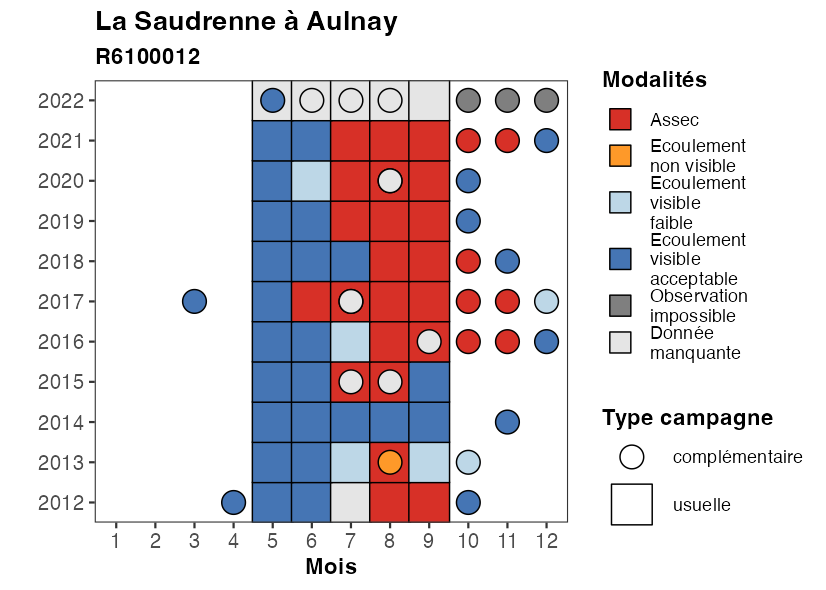 La Saudrenne à Aulnay
R6100012
2022
2021
2020
2019
2018
2017
2016
2015
2014
2013
2012
1 2 3 4 5 6 7 8 9 10 11 12
Mois
Modalités
Assec
Ecoulement
non visible
Ecoulement
visible
faible
Ecoulement
visible
acceptable
Observation
impossible
Donnée
manquante
Type campagne
complémentaire
usuelle